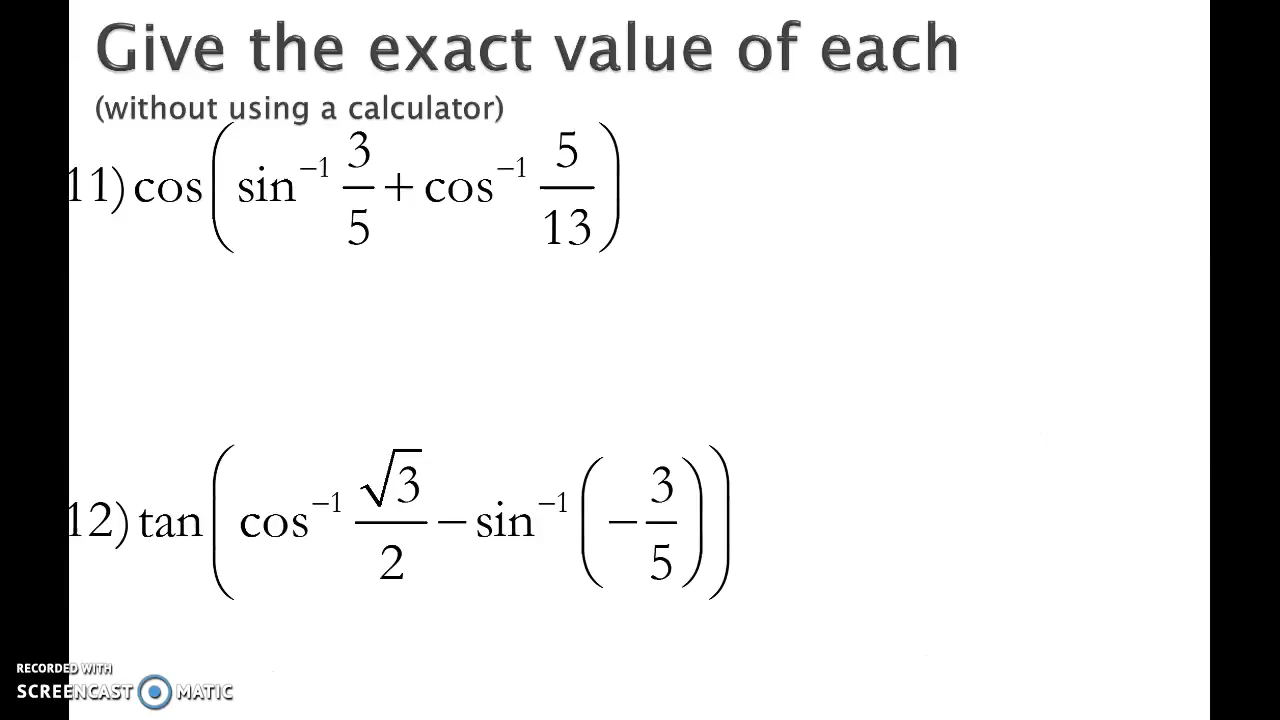 Give the exact value of each
(without using a calculator)
11) cos(sin⁻¹ 3/5 + cos⁻¹ 5/13)
12) tan(cos⁻¹ √3/2 − sin⁻¹(−3/5))
RECORDED WITH
SCREENCAST MATIC